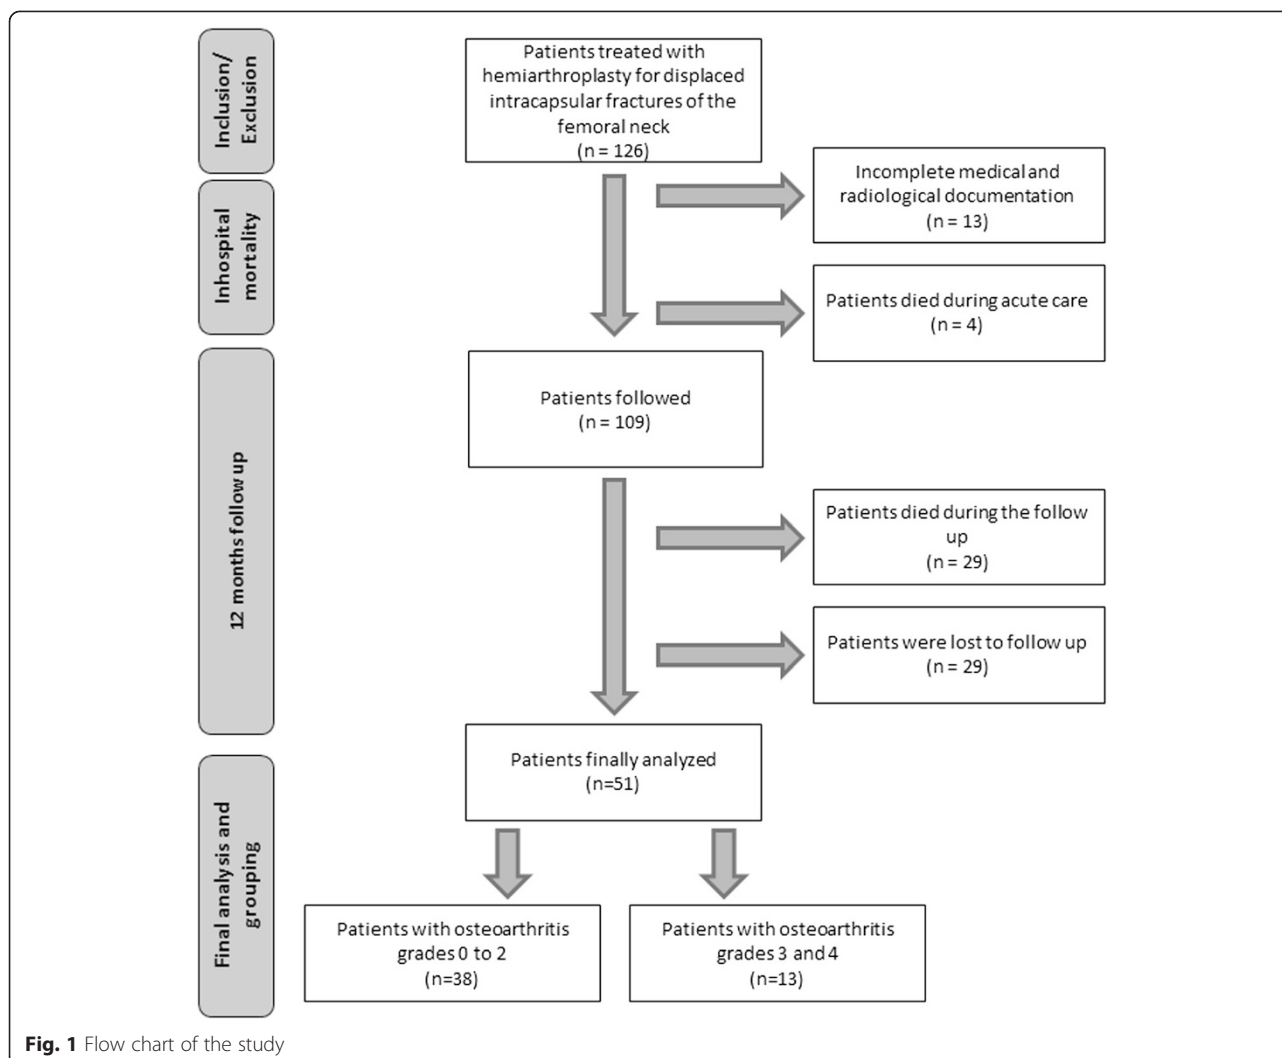 Inclusion/
Exclusion
Patients treated with
hemiarthroplasty for displaced
intracapsular fractures of the
femoral neck
(n = 126)
Incomplete medical and
radiological documentation
(n = 13)
Inhospital
mortality
Patients died during acute care
(n = 4)
Patients followed
(n = 109)
12 months follow up
Patients died during the follow
up
(n = 29)
Patients were lost to follow up
(n = 29)
Patients finally analyzed
(n=51)
Final analysis and
grouping
Patients with osteoarthritis
grades 0 to 2
(n=38)
Patients with osteoarthritis
grades 3 and 4
(n=13)
Fig. 1 Flow chart of the study